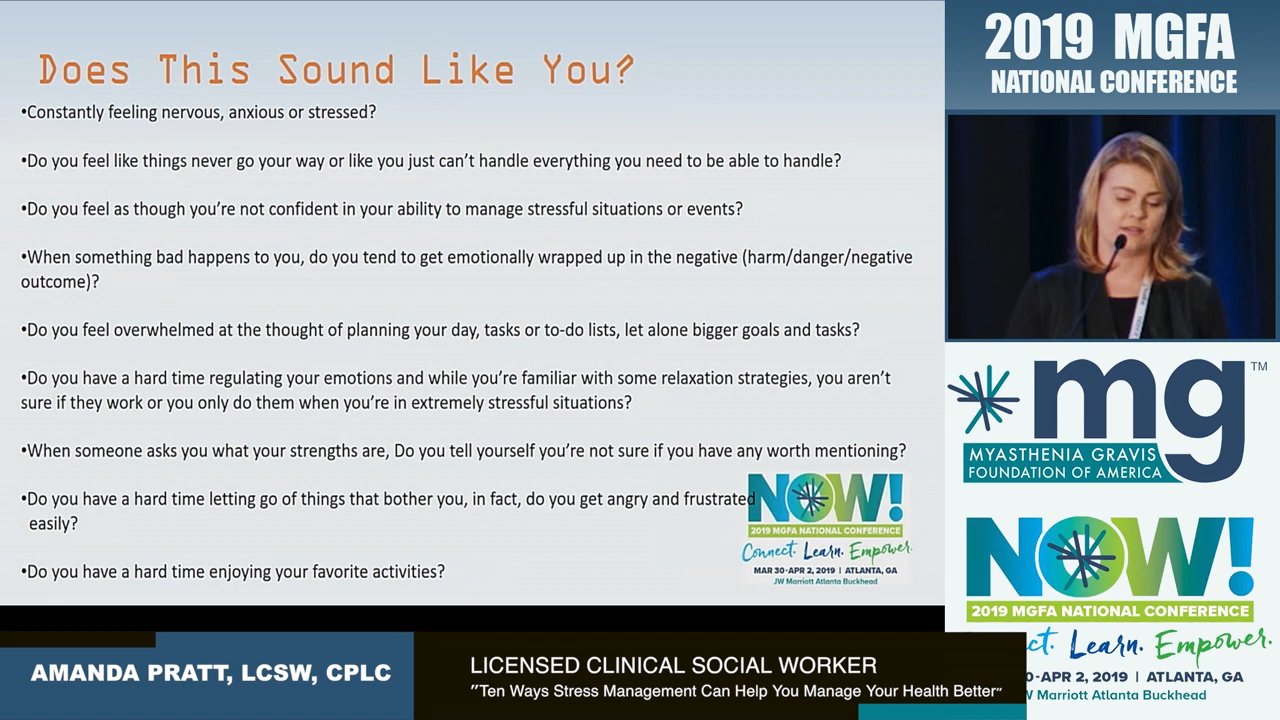 Does This Sound Like You?
•Constantly feeling nervous, anxious or stressed?
•Do you feel like things never go your way or like you just can't handle everything you need to be able to handle?
•Do you feel as though you're not confident in your ability to manage stressful situations or events?
•When something bad happens to you, do you tend to get emotionally wrapped up in the negative (harm/danger/negative
outcome)?
•Do you feel overwhelmed at the thought of planning your day, tasks or to-do lists, let alone bigger goals and tasks?
•Do you have a hard time regulating your emotions and while you're familiar with some relaxation strategies, you aren't
sure if they work or you only do them when you're in extremely stressful situations?
•When someone asks you what your strengths are, Do you tell yourself you're not sure if you have any worth mentioning?
•Do you have a hard time letting go of things that bother you, in fact, do you get angry and frustrated
easily?
•Do you have a hard time enjoying your favorite activities?
NOW!
2019 MGFA NATIONAL CONFERENCE
Connect. Learn. Empower.
MAR 30-APR 2, 2019 | ATLANTA, GA
JW Marriott Atlanta Buckhead
2019 MGFA
NATIONAL CONFERENCE
mg™
MYASTHENIA GRAVIS
FOUNDATION OF AMERICA
NOW!
2019 MGFA NATIONAL CONFERENCE
ct. Learn. Empower.
0-APR 2, 2019 | ATLANTA, GA
W Marriott Atlanta Buckhead
AMANDA PRATT, LCSW, CPLC
LICENSED CLINICAL SOCIAL WORKER
"Ten Ways Stress Management Can Help You Manage Your Health Better"